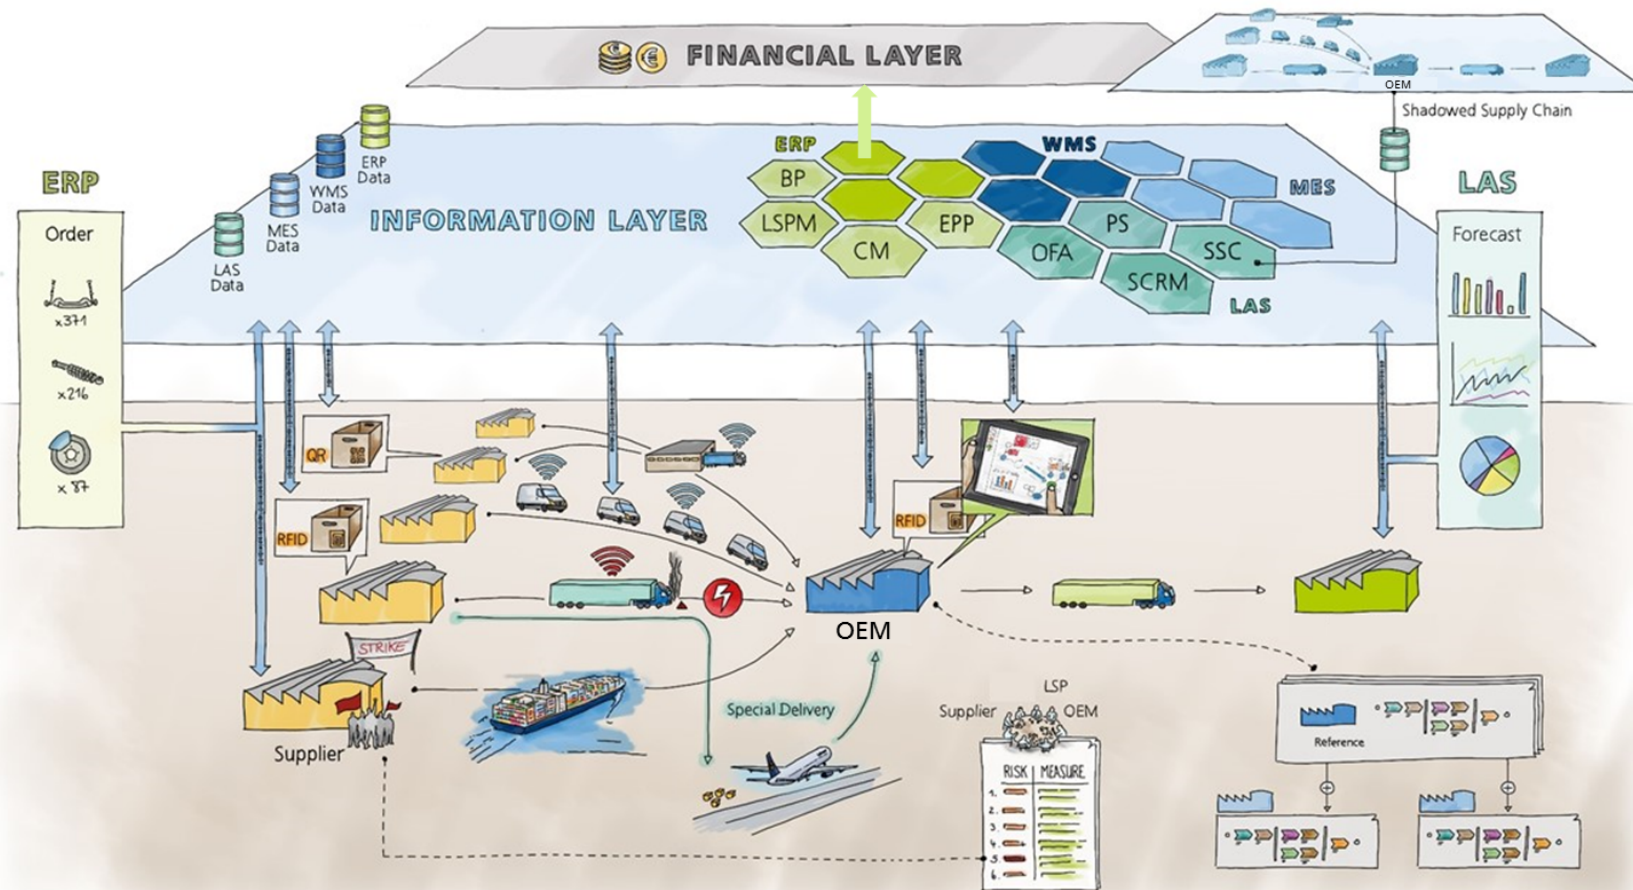 FINANCIAL LAYER
OEM
Shadowed Supply Chain
ERP
Data
WMS
Data
MES
Data
LAS
Data
INFORMATION LAYER
ERP
WMS
MES
BP
LSPM
CM
EPP
PS
OFA
SSC
SCRM
LAS
ERP
Order
x371
x216
x 87
LAS
Forecast
QR
RFID
RFID
OEM
STRIKE
Supplier
Special Delivery
LSP
Supplier
OEM
RISK | MEASURE
1.
2.
3.
4.
5.
6.
Reference